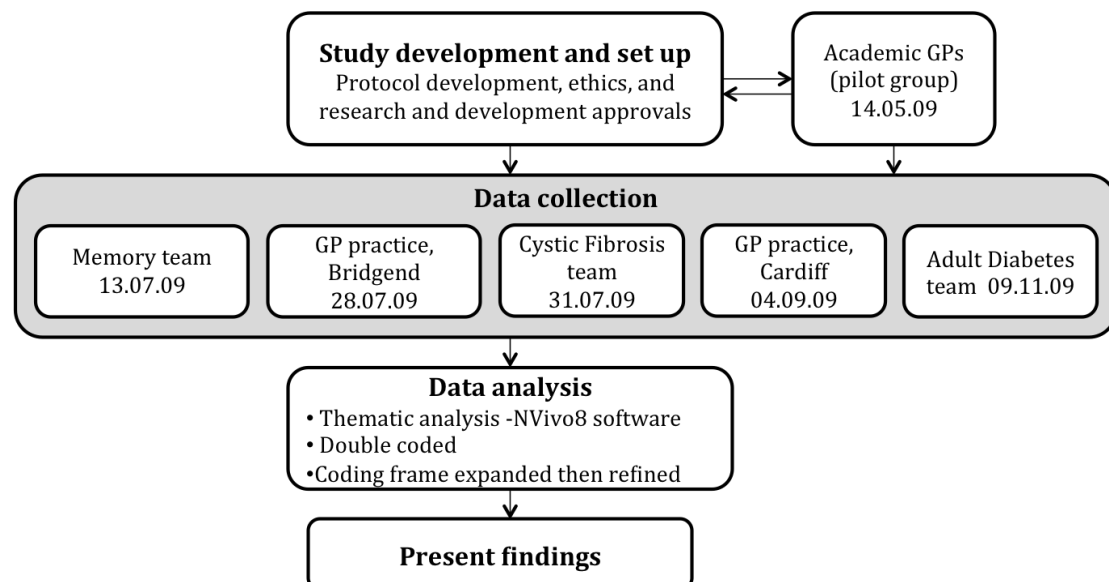 Study development and set up
Protocol development, ethics, and
research and development approvals
Academic GPs
(pilot group)
14.05.09
Data collection
Memory team
13.07.09
GP practice,
Bridgend
28.07.09
Cystic Fibrosis
team
31.07.09
GP practice,
Cardiff
04.09.09
Adult Diabetes
team  09.11.09
Data analysis
• Thematic analysis -NVivo8 software
• Double coded
•Coding frame expanded then refined
Present findings